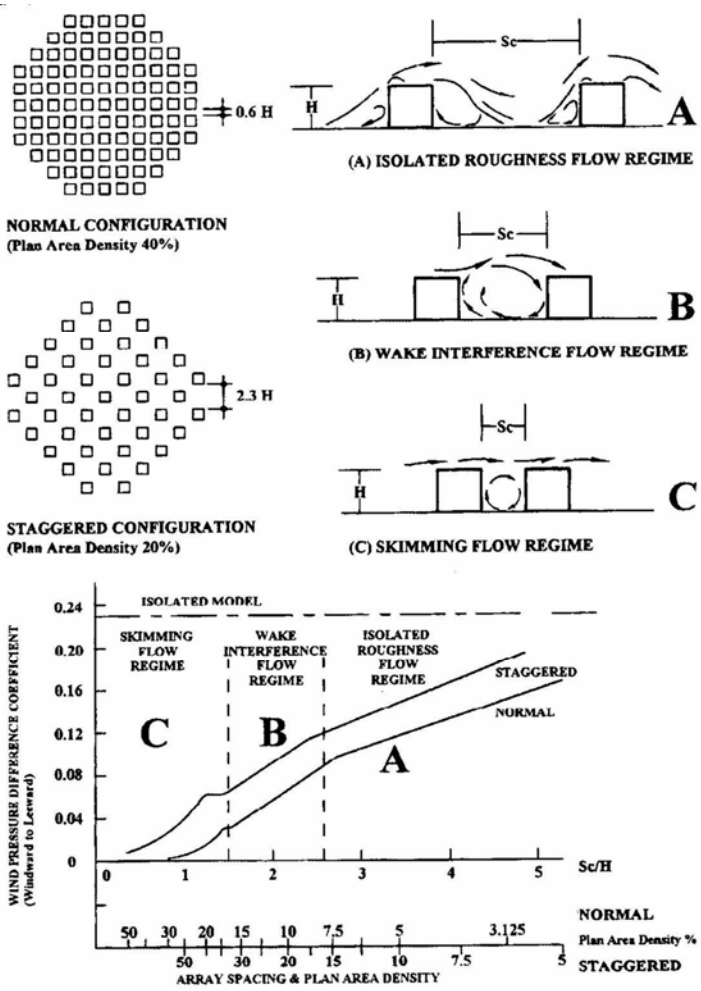 Sc
H
0.6 H
A
(A) ISOLATED ROUGHNESS FLOW REGIME
NORMAL CONFIGURATION
(Plan Area Density 40%)
Sc
H
B
(B) WAKE INTERFERENCE FLOW REGIME
2.3 H
Sc
H
C
STAGGERED CONFIGURATION
(Plan Area Density 20%)
(C) SKIMMING FLOW REGIME
WIND PRESSURE DIFFERENCE COEFFICIENT
(Windward to Leeward)
0.24
0.20
0.16
0.12
0.08
0.04
0
ISOLATED MODEL
SKIMMING
FLOW
REGIME
WAKE
INTERFERENCE
FLOW
REGIME
ISOLATED
ROUGHNESS
FLOW
REGIME
STAGGERED
NORMAL
C
B
A
0 1 2 3 4 5 Sc/H
NORMAL
50 30 20 15 10 7.5 5 3.125
Plan Area Density %
50 30 20 15 10 7.5 5
STAGGERED
ARRAY SPACING & PLAN AREA DENSITY